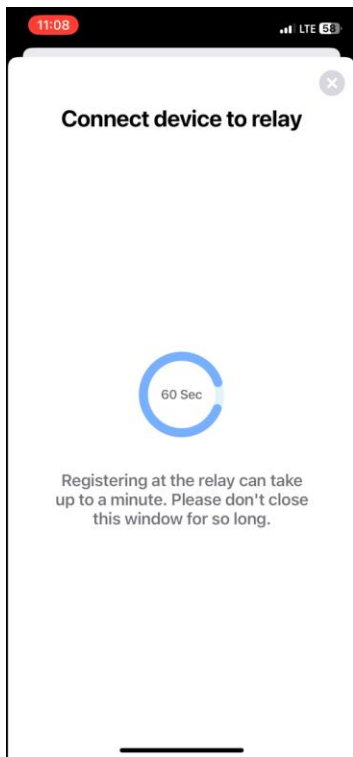 11:08
LTE 58
Connect device to relay
60 Sec
Registering at the relay can take
up to a minute. Please don't close
this window for so long.